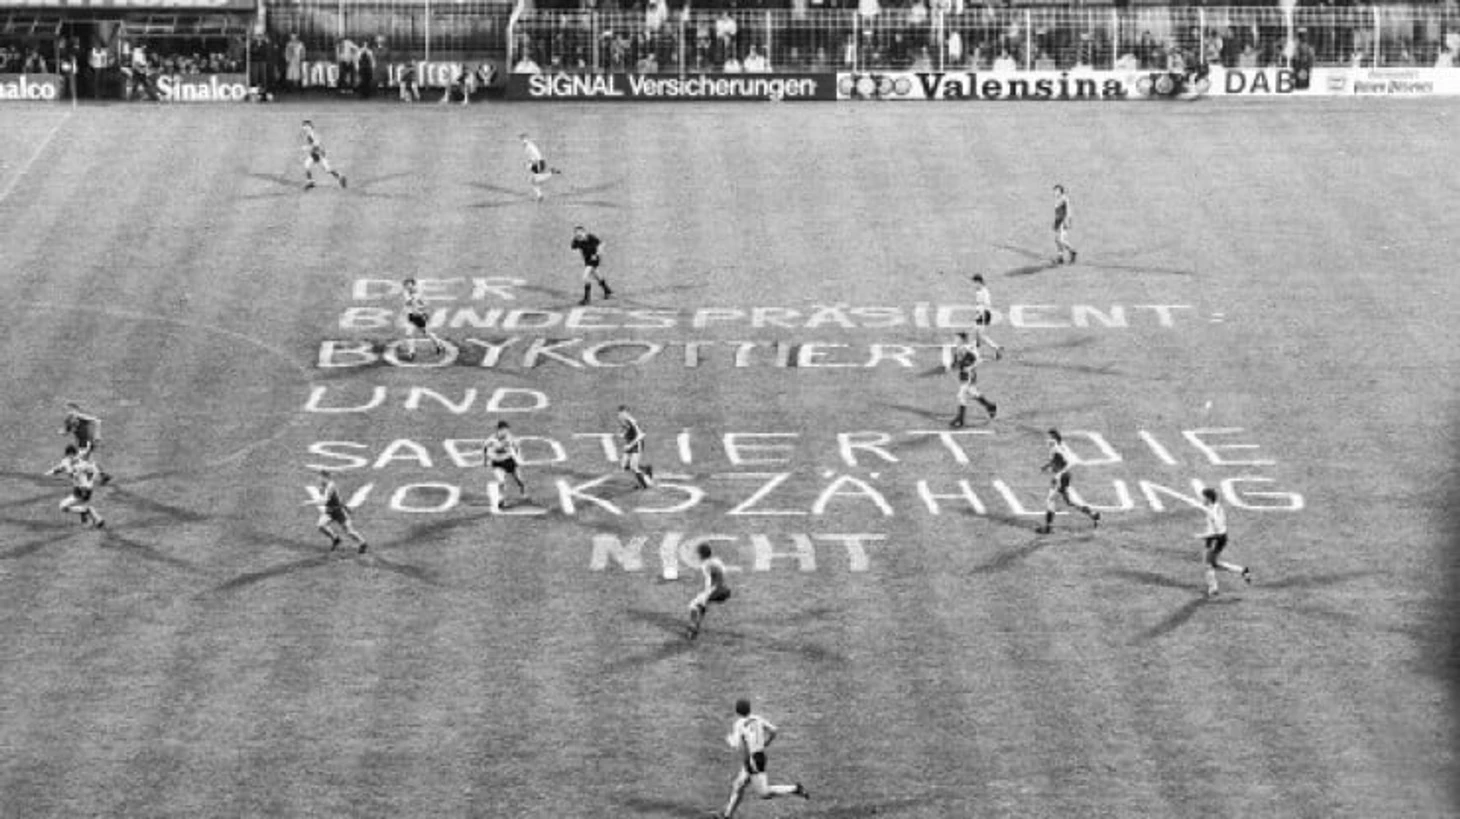 Sinalco
SIGNAL Versicherungen
Valensina
DAB
DER
BUNDESPRÄSIDENT:
BOYKOTTIERT
UND
SABOTIERT DIE
VOLKSZÄHLUNG
NICHT